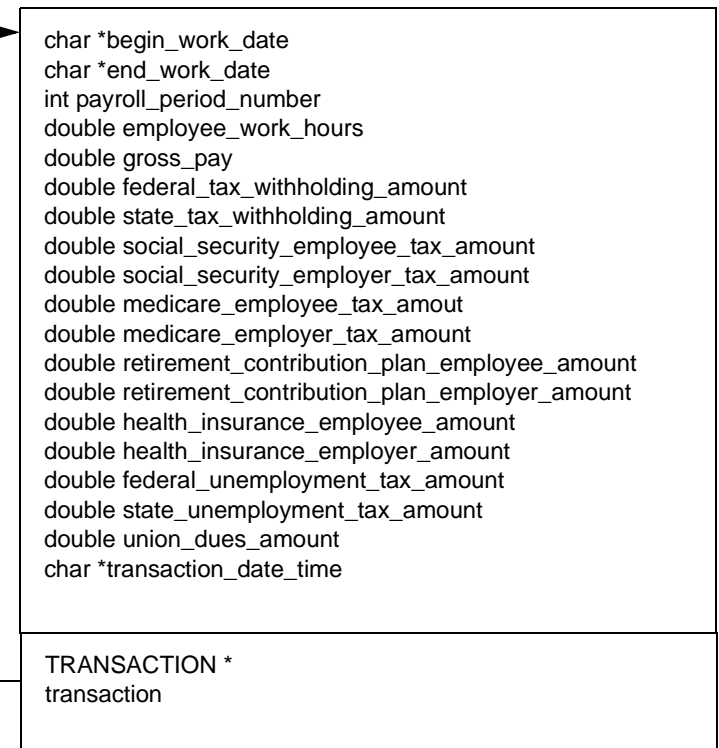 char *begin_work_date
char *end_work_date
int payroll_period_number
double employee_work_hours
double gross_pay
double federal_tax_withholding_amount
double state_tax_withholding_amount
double social_security_employee_tax_amount
double social_security_employer_tax_amount
double medicare_employee_tax_amout
double medicare_employer_tax_amount
double retirement_contribution_plan_employee_amount
double retirement_contribution_plan_employer_amount
double health_insurance_employee_amount
double health_insurance_employer_amount
double federal_unemployment_tax_amount
double state_unemployment_tax_amount
double union_dues_amount
char *transaction_date_time
TRANSACTION *
transaction